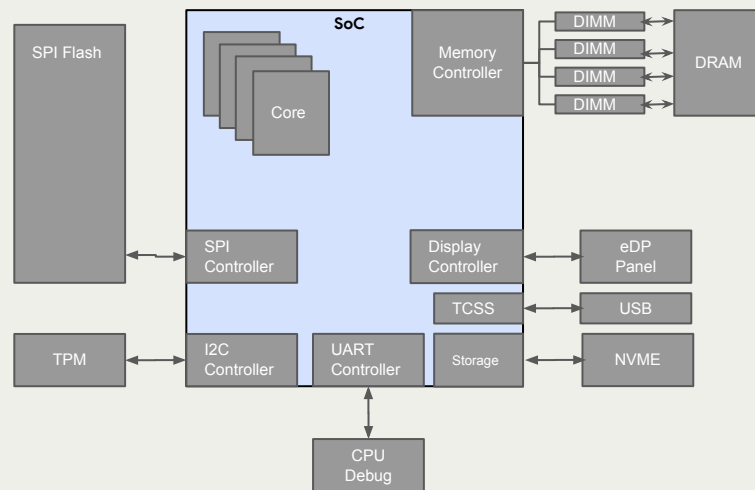 SoC
SPI Flash
Core
Memory
Controller
DIMM
DIMM
DIMM
DIMM
DRAM
SPI
Controller
Display
Controller
eDP
Panel
TCSS
USB
TPM
I2C
Controller
UART
Controller
Storage
NVME
CPU
Debug